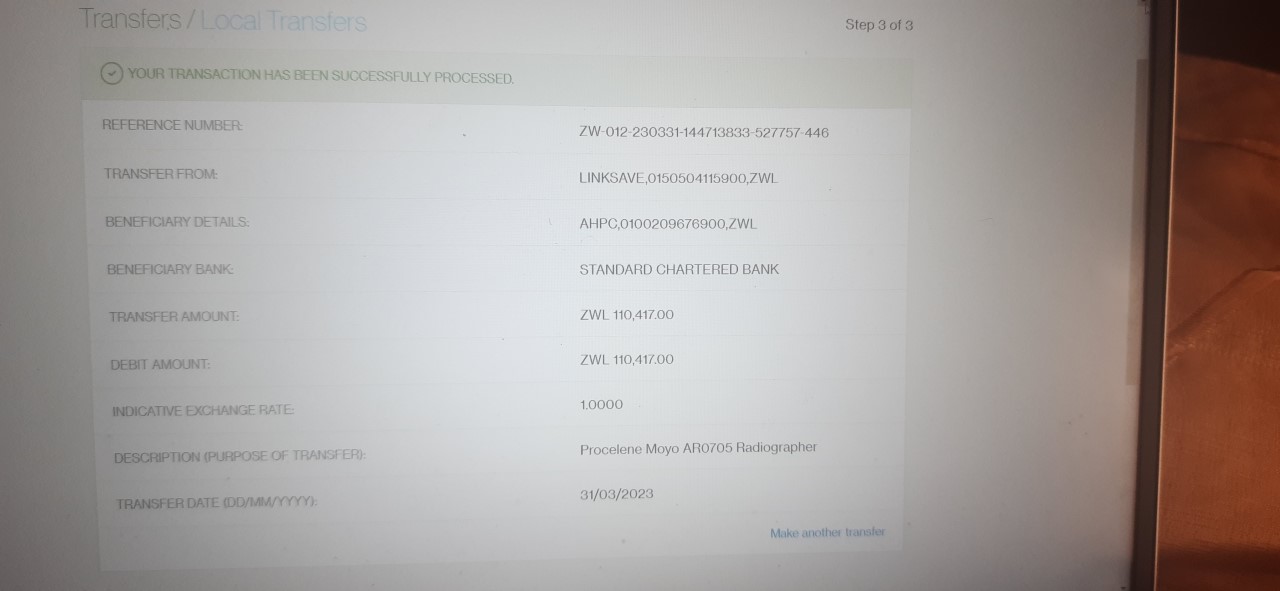 Transfers / Local Transfers
Step 3 of 3
YOUR TRANSACTION HAS BEEN SUCCESSFULLY PROCESSED.
REFERENCE NUMBER: ZW-012-230331-144713833-527757-446
TRANSFER FROM: LINKSAVE,0150504115900,ZWL
BENEFICIARY DETAILS: AHPC,0100209676900,ZWL
BENEFICIARY BANK: STANDARD CHARTERED BANK
TRANSFER AMOUNT: ZWL 110,417.00
DEBIT AMOUNT: ZWL 110,417.00
INDICATIVE EXCHANGE RATE: 1.0000
DESCRIPTION (PURPOSE OF TRANSFER): Procelene Moyo AR0705 Radiographer
TRANSFER DATE (DD/MM/YYYY): 31/03/2023
Make another transfer